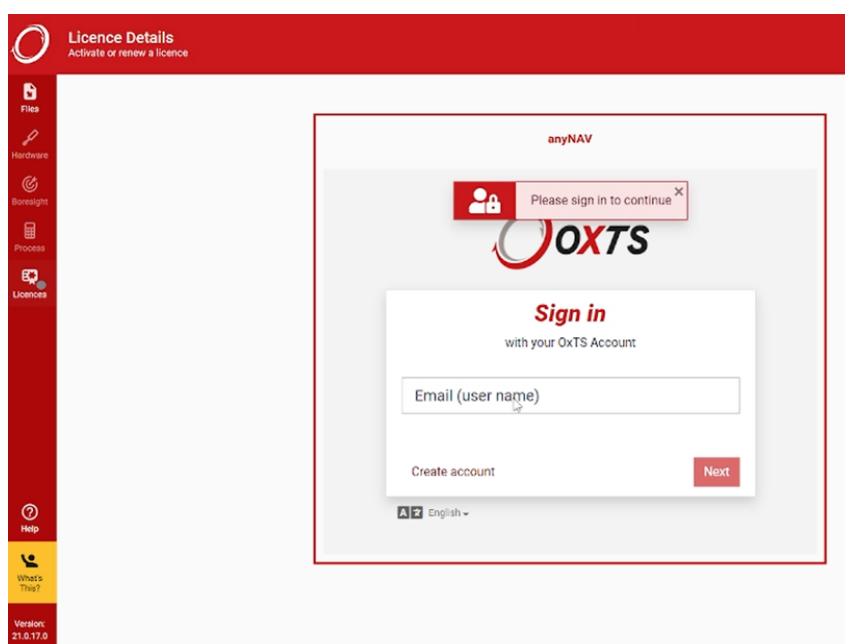 Licence Details
Activate or renew a licence
Files
Hardware
Boresight
Process
Licences
anyNAV
Please sign in to continue
OXTS
Sign in
with your OxTS Account
Email (user name)
Create account
Next
English
Help
What's
This?
Version:
21.0.17.0